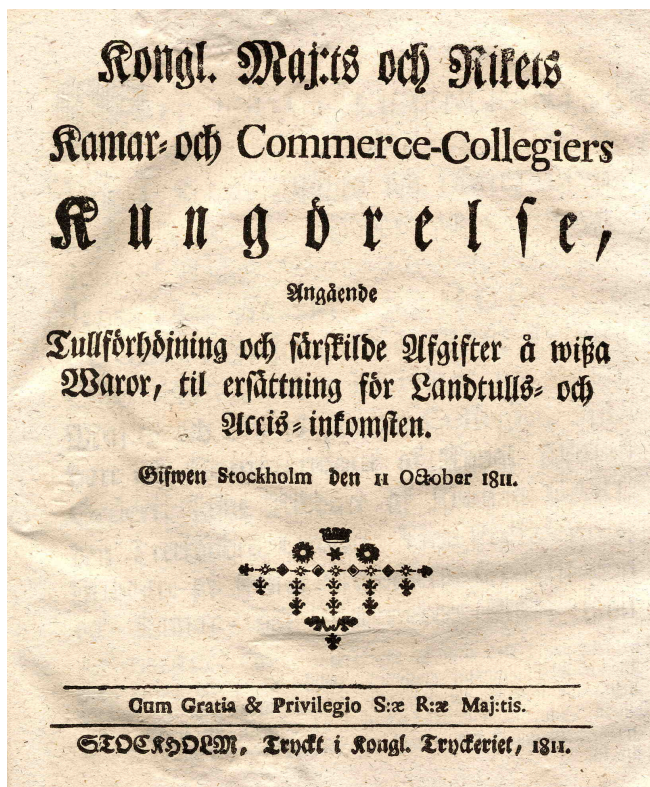 Kongl. Maj:ts och Rikets
Kamar- och Commerce-Collegiers
Kungörelse,
Angående
Tullförhöjning och särskilde Afgifter å wißa
Waror, til ersättning för Landtulls- och
Accis-inkomsten.
Gifwen Stockholm den 11 October 1811.
Cum Gratia & Privilegio S:æ R:æ Maj:tis.
STOCKHOLM, Tryckt i Kongl. Tryckeriet, 1811.